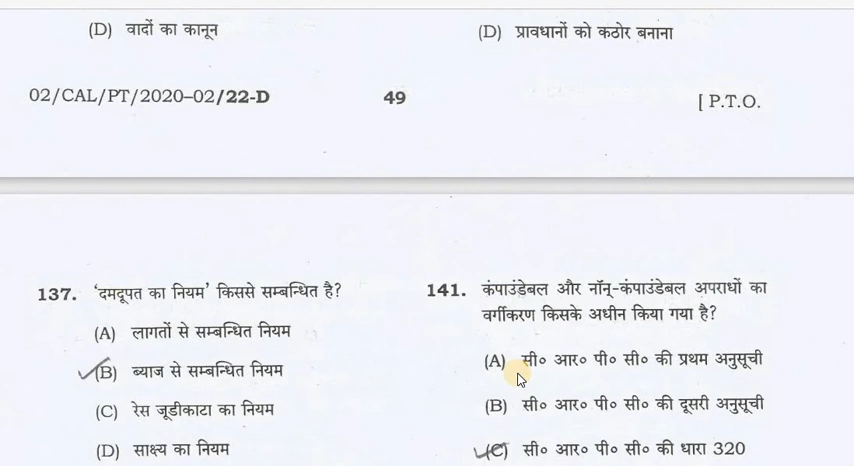 (D) वादों का कानून
(D) प्रावधानों को कठोर बनाना
02/CAL/PT/2020–02/22-D
49
[ P.T.O.
137. ‘दमदूपत का नियम’ किससे सम्बन्धित है?
(A) लागतों से सम्बन्धित नियम
(B) ब्याज से सम्बन्धित नियम
(C) रेस जूडीकाटा का नियम
(D) साक्ष्य का नियम
141. कंपाउंडेबल और नॉन्-कंपाउंडेबल अपराधों का
वर्गीकरण किसके अधीन किया गया है?
(A) सी० आर० पी० सी० की प्रथम अनुसूची
(B) सी० आर० पी० सी० की दूसरी अनुसूची
(C) सी० आर० पी० सी० की धारा 320